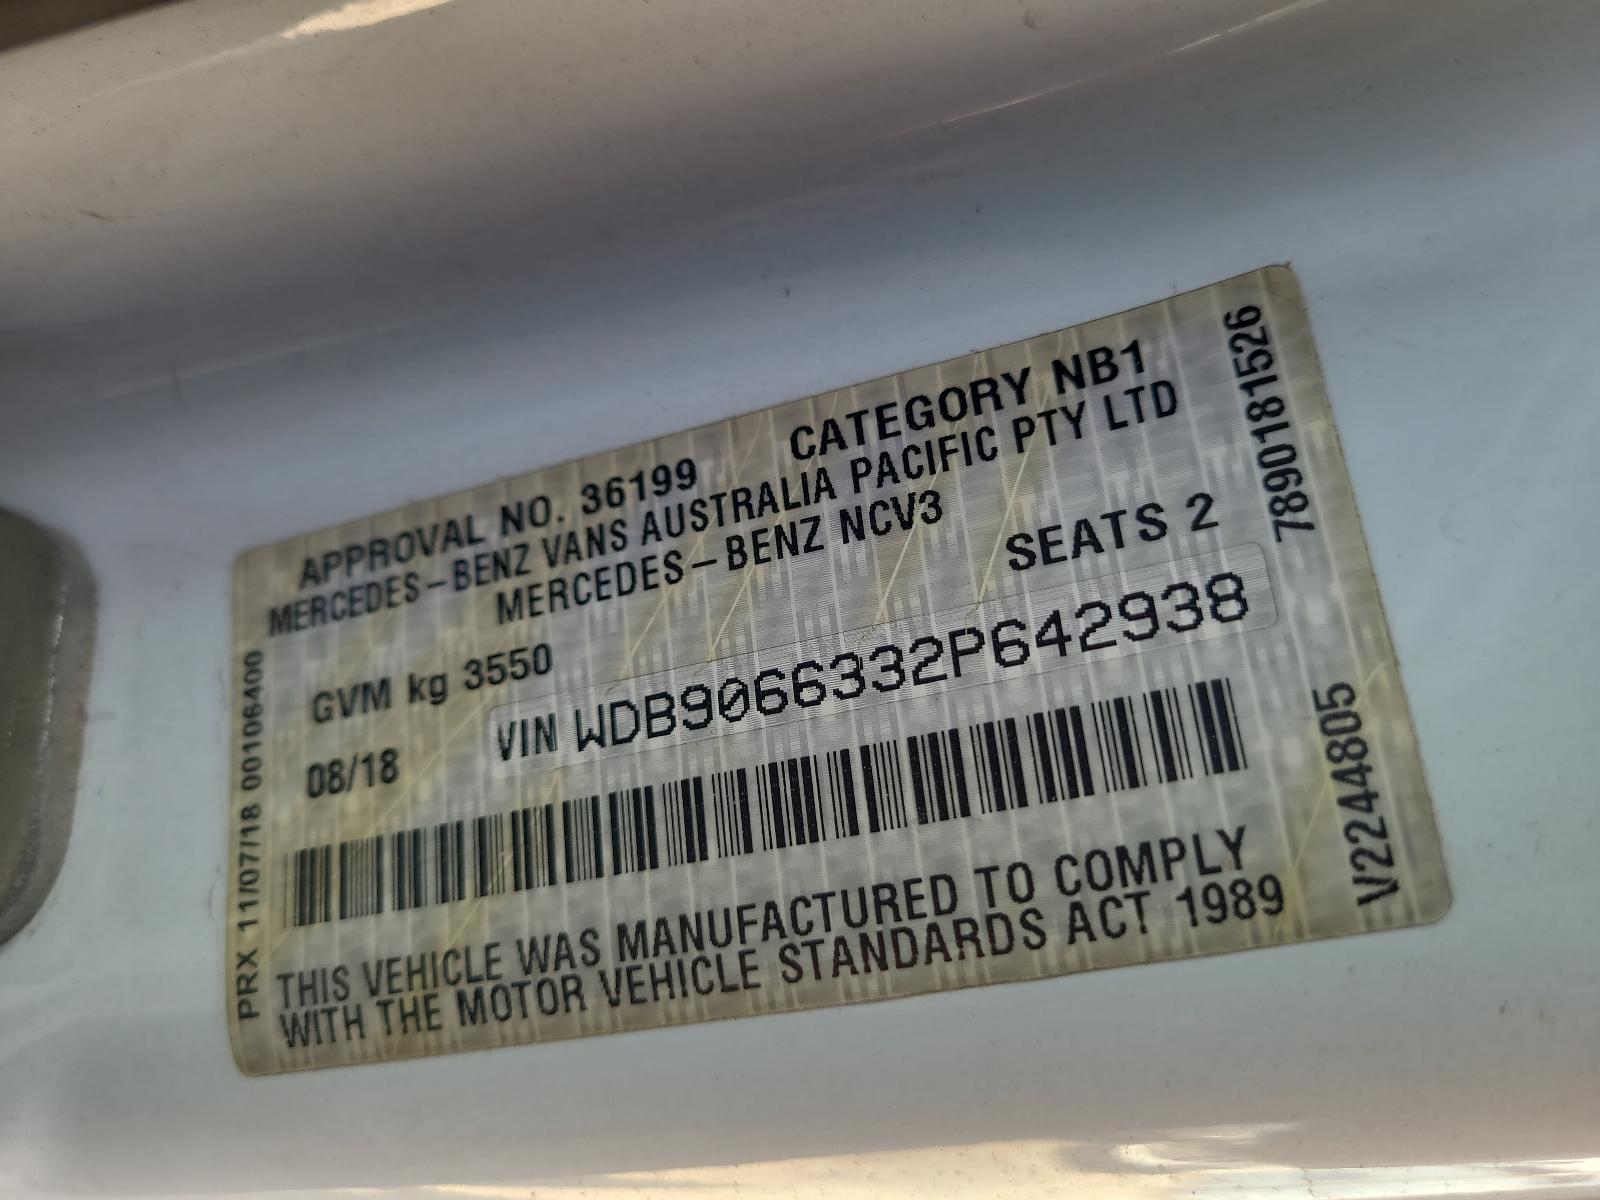 APPROVAL NO. 36199 CATEGORY NB1
MERCEDES-BENZ VANS AUSTRALIA PACIFIC PTY LTD
MERCEDES-BENZ NCV3
GVM kg 3550 SEATS 2
08/18 VIN WDB9066332P642938
THIS VEHICLE WAS MANUFACTURED TO COMPLY
WITH THE MOTOR VEHICLE STANDARDS ACT 1989
PRX 11/07/18 00106400
7890181526
V2244805